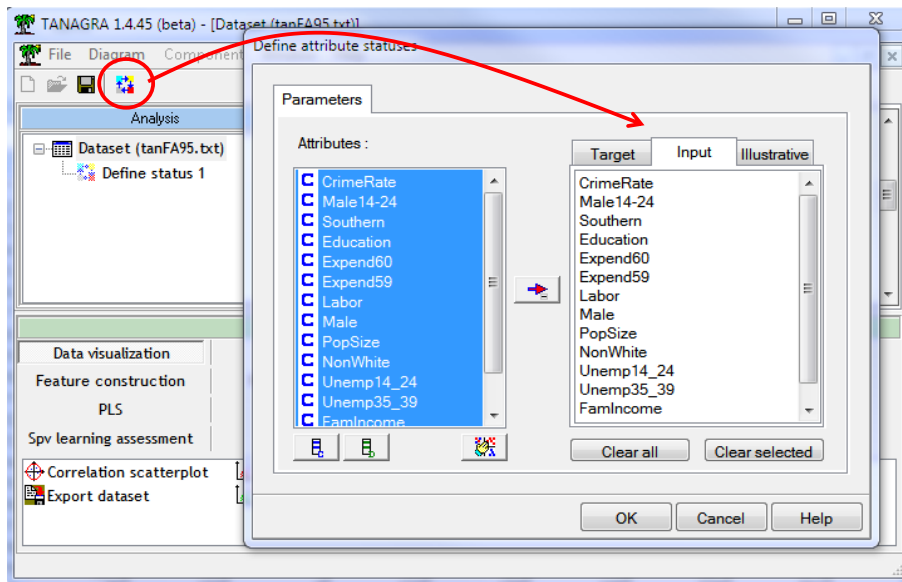 TANAGRA 1.4.45 (beta) - [Dataset (tanFA95.txt)]
File Diagram Component
Analysis
Dataset (tanFA95.txt)
Define status 1
Data visualization
Feature construction
PLS
Spv learning assessment
Correlation scatterplot
Export dataset
Define attribute statuses
Parameters
Attributes :
C CrimeRate
C Male14-24
C Southern
C Education
C Expend60
C Expend59
C Labor
C Male
C PopSize
C NonWhite
C Unemp14_24
C Unemp35_39
C FamIncome
Target Input Illustrative
CrimeRate
Male14-24
Southern
Education
Expend60
Expend59
Labor
Male
PopSize
NonWhite
Unemp14_24
Unemp35_39
FamIncome
Clear all Clear selected
OK Cancel Help